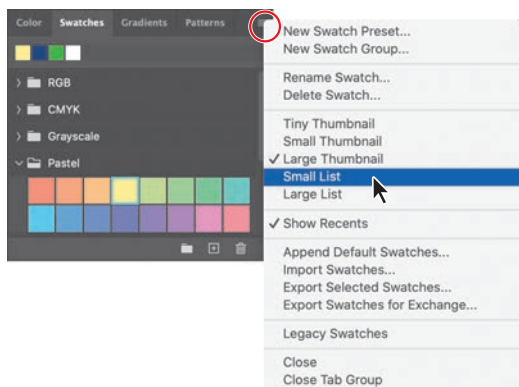 Color Swatches Gradients Patterns
RGB
CMYK
Grayscale
Pastel
New Swatch Preset...
New Swatch Group...
Rename Swatch...
Delete Swatch...
Tiny Thumbnail
Small Thumbnail
✓ Large Thumbnail
Small List
Large List
✓ Show Recents
Append Default Swatches...
Import Swatches...
Export Selected Swatches...
Export Swatches for Exchange...
Legacy Swatches
Close
Close Tab Group